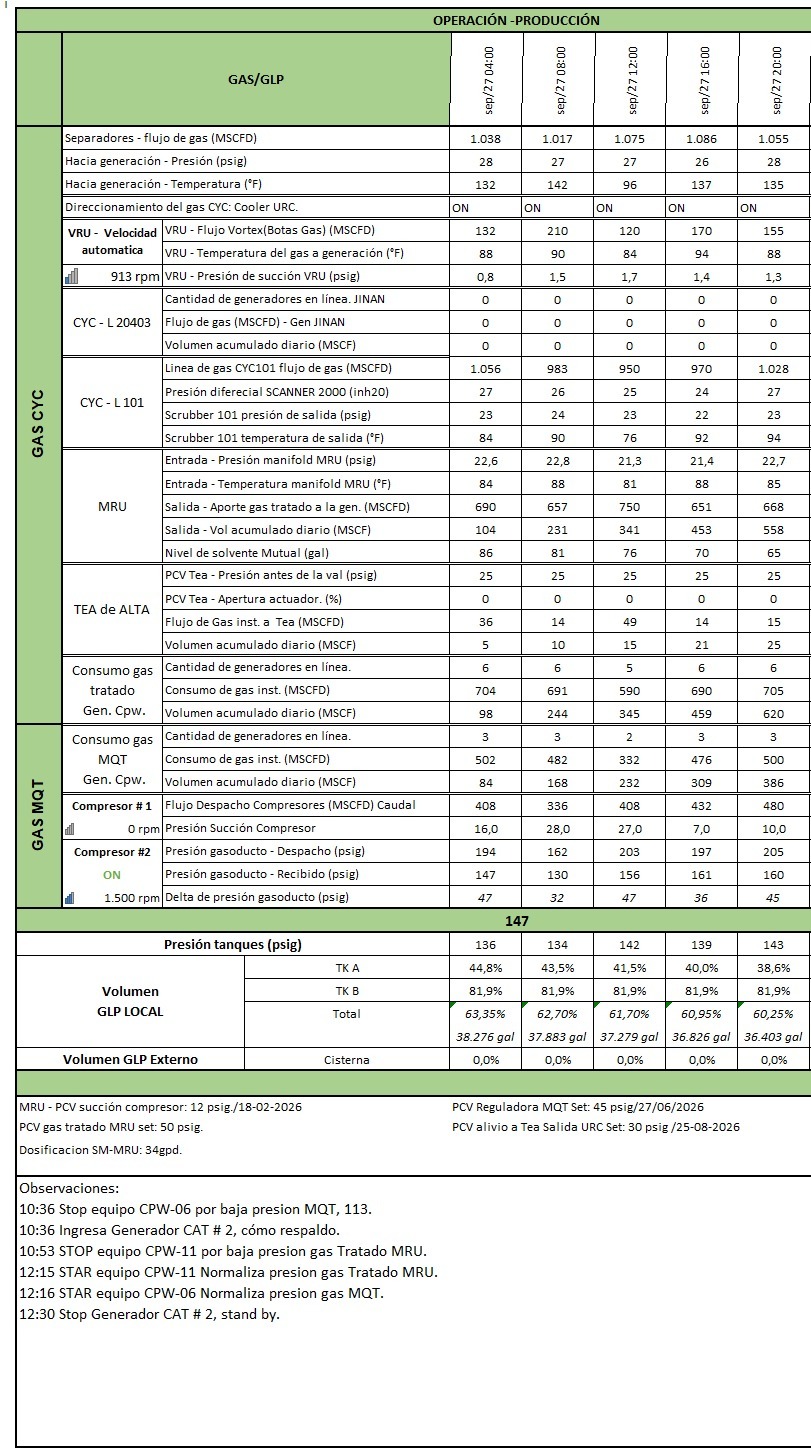 OPERACIÓN -PRODUCCIÓN
GAS/GLP sep/27 04:00 sep/27 08:00 sep/27 12:00 sep/27 16:00 sep/27 20:00
GAS CYC
Separadores - flujo de gas (MSCFD) 1.038 1.017 1.075 1.086 1.055
Hacia generación - Presión (psig) 28 27 27 26 28
Hacia generación - Temperatura (°F) 132 142 96 137 135
Direccionamiento del gas CYC: Cooler URC. ON ON ON ON ON
VRU - Velocidad automatica
913 rpm
VRU - Flujo Vortex(Botas Gas) (MSCFD) 132 210 120 170 155
VRU - Temperatura del gas a generación (°F) 88 90 84 94 88
VRU - Presión de succión VRU (psig) 0,8 1,5 1,7 1,4 1,3
CYC - L 20403
Cantidad de generadores en línea. JINAN 0 0 0 0 0
Flujo de gas (MSCFD) - Gen JINAN 0 0 0 0 0
Volumen acumulado diario (MSCF) 0 0 0 0 0
CYC - L 101
Linea de gas CYC101 flujo de gas (MSCFD) 1.056 983 950 970 1.028
Presión diferecial SCANNER 2000 (inh20) 27 26 25 24 27
Scrubber 101 presión de salida (psig) 23 24 23 22 23
Scrubber 101 temperatura de salida (°F) 84 90 76 92 94
MRU
Entrada - Presión manifold MRU (psig) 22,6 22,8 21,3 21,4 22,7
Entrada - Temperatura manifold MRU (°F) 84 88 81 88 85
Salida - Aporte gas tratado a la gen. (MSCFD) 690 657 750 651 668
Salida - Vol acumulado diario (MSCF) 104 231 341 453 558
Nivel de solvente Mutual (gal) 86 81 76 70 65
TEA de ALTA
PCV Tea - Presión antes de la val (psig) 25 25 25 25 25
PCV Tea - Apertura actuador. (%) 0 0 0 0 0
Flujo de Gas inst. a Tea (MSCFD) 36 14 49 14 15
Volumen acumulado diario (MSCF) 5 10 15 21 25
Consumo gas tratado Gen. Cpw.
Cantidad de generadores en línea. 6 6 5 6 6
Consumo de gas inst. (MSCFD) 704 691 590 690 705
Volumen acumulado diario (MSCF) 98 244 345 459 620
GAS MQT
Consumo gas MQT Gen. Cpw.
Cantidad de generadores en línea. 3 3 2 3 3
Consumo de gas inst. (MSCFD) 502 482 332 476 500
Volumen acumulado diario (MSCF) 84 168 232 309 386
Compresor # 1
0 rpm
Flujo Despacho Compresores (MSCFD) Caudal 408 336 408 432 480
Presión Succión Compresor 16,0 28,0 27,0 7,0 10,0
Compresor #2
ON
1.500 rpm
Presión gasoducto - Despacho (psig) 194 162 203 197 205
Presión gasoducto - Recibido (psig) 147 130 156 161 160
Delta de presión gasoducto (psig) 47 32 47 36 45
147
Presión tanques (psig) 136 134 142 139 143
Volumen GLP LOCAL
TK A 44,8% 43,5% 41,5% 40,0% 38,6%
TK B 81,9% 81,9% 81,9% 81,9% 81,9%
Total 63,35% 62,70% 61,70% 60,95% 60,25%
38.276 gal 37.883 gal 37.279 gal 36.826 gal 36.403 gal
Volumen GLP Externo Cisterna 0,0% 0,0% 0,0% 0,0% 0,0%
MRU - PCV succión compresor: 12 psig./18-02-2026 PCV Reguladora MQT Set: 45 psig/27/06/2026
PCV gas tratado MRU set: 50 psig. PCV alivio a Tea Salida URC Set: 30 psig /25-08-2026
Dosificacion SM-MRU: 34gpd.
Observaciones:
10:36 Stop equipo CPW-06 por baja presion MQT, 113.
10:36 Ingresa Generador CAT # 2, cómo respaldo.
10:53 STOP equipo CPW-11 por baja presion gas Tratado MRU.
12:15 STAR equipo CPW-11 Normaliza presion gas Tratado MRU.
12:16 STAR equipo CPW-06 Normaliza presion gas MQT.
12:30 Stop Generador CAT # 2, stand by.